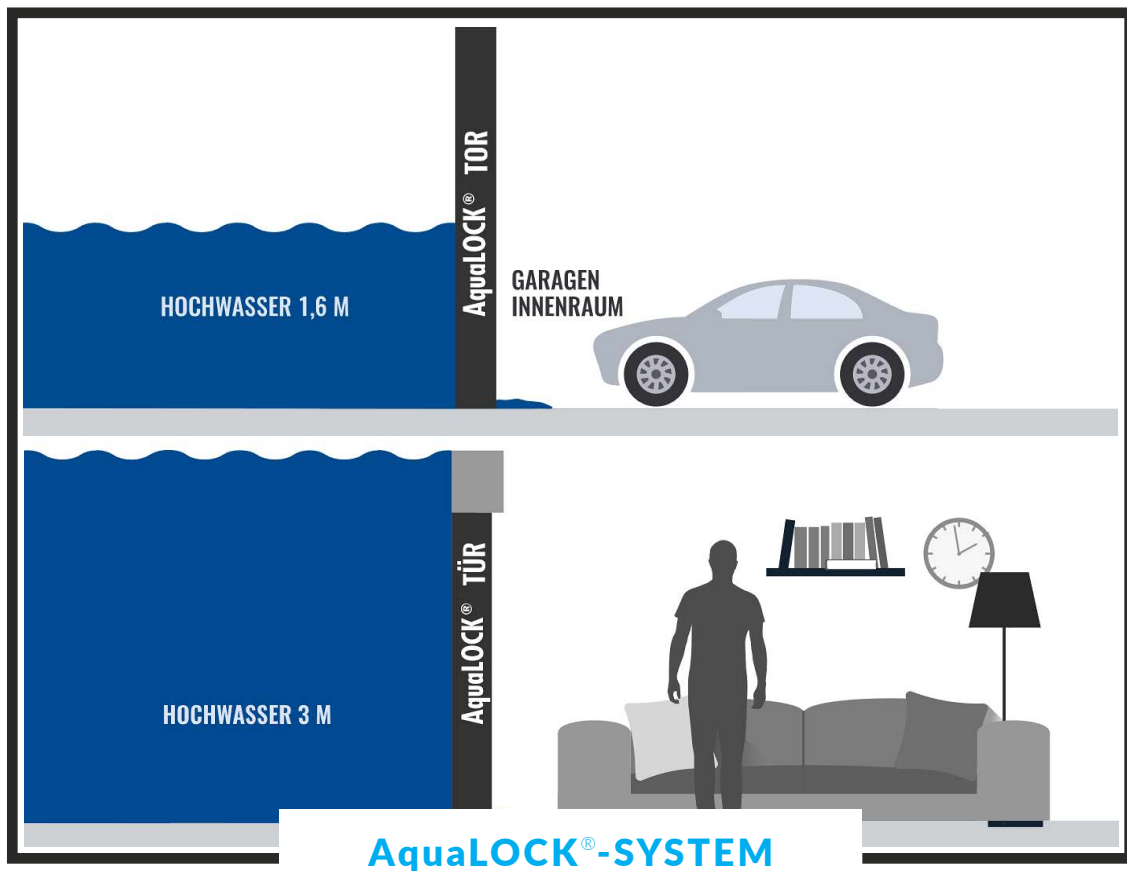 AquaLOCK® TOR
HOCHWASSER 1,6 M
GARAGEN
INNENRAUM
AquaLOCK® TÜR
HOCHWASSER 3 M
AquaLOCK®-SYSTEM